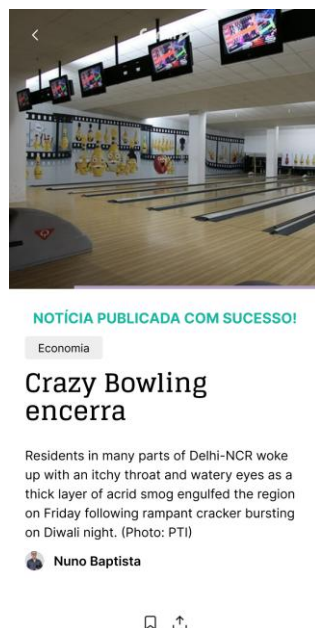 NOTÍCIA PUBLICADA COM SUCESSO!
Economia
Crazy Bowling
encerra
Residents in many parts of Delhi-NCR woke
up with an itchy throat and watery eyes as a
thick layer of acrid smog engulfed the region
on Friday following rampant cracker bursting
on Diwali night. (Photo: PTI)
Nuno Baptista